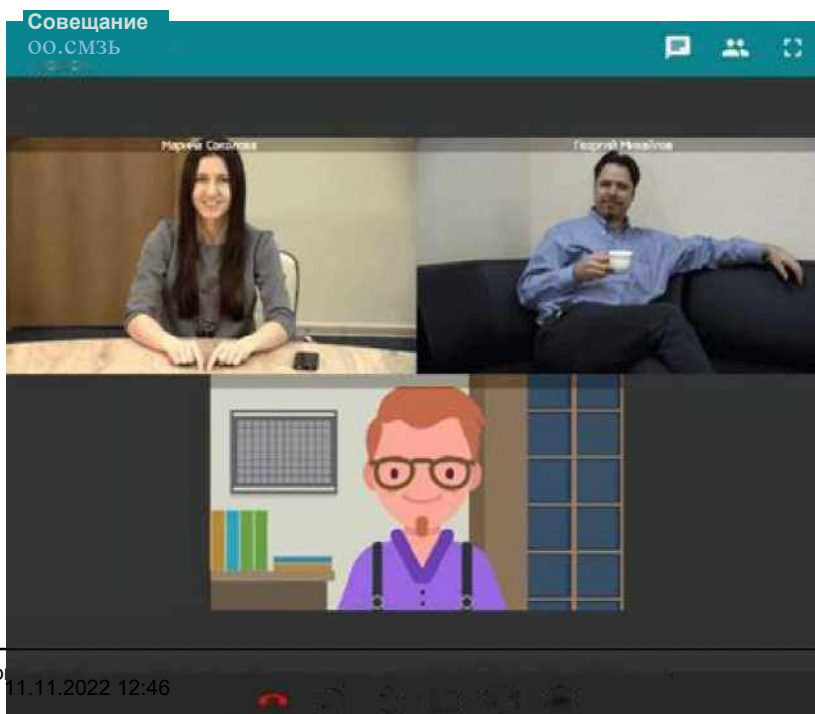 Совещание
оо.смзь
Марина Соколова
Георгий Михайлов
11.11.2022 12:46